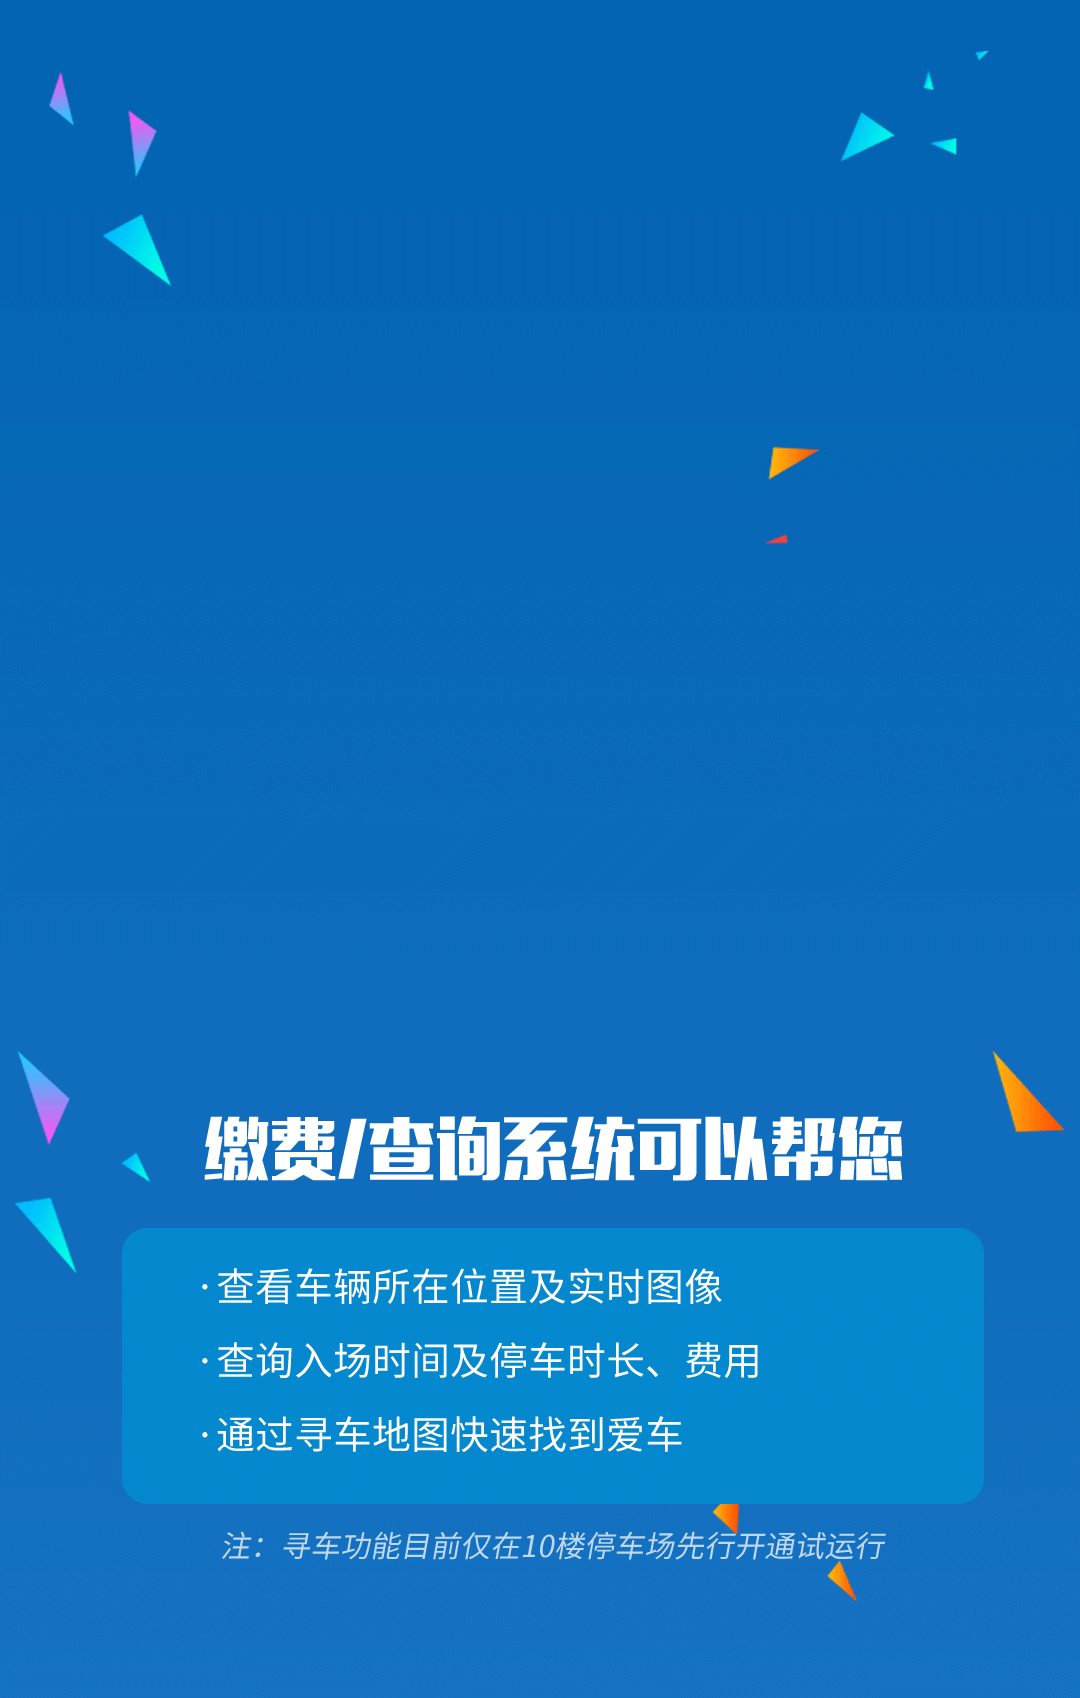 缴费/查询系统可以帮您
·查看车辆所在位置及实时图像
·查询入场时间及停车时长、费用
·通过寻车地图快速找到爱车
注：寻车功能目前仅在10楼停车场先行开通试运行